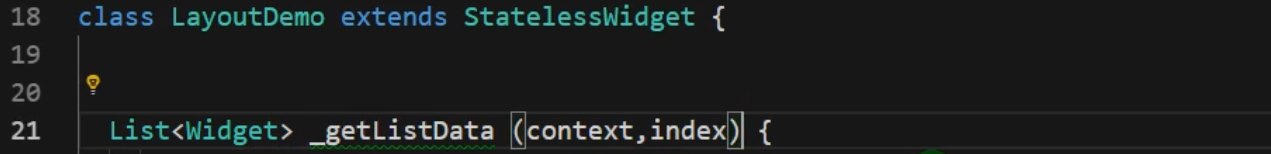 18 class LayoutDemo extends StatelessWidget {
19
20
21 List<Widget> _getListData (context,index) {